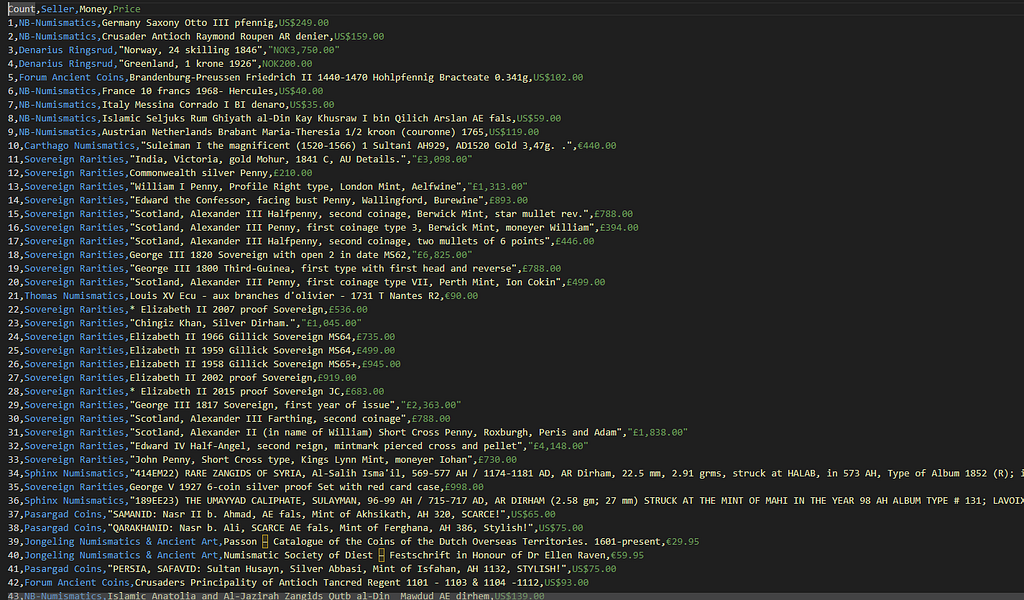 Count,Seller,Money,Price
1,NB-Numismatics,Germany Saxony Otto III pfennig,US$249.00
2,NB-Numismatics,Crusader Antioch Raymond Roupen AR denier,US$159.00
3,Denarius Ringsrud,"Norway, 24 skilling 1846","NOK3,750.00"
4,Denarius Ringsrud,"Greenland, 1 krone 1926",NOK200.00
5,Forum Ancient Coins,Brandenburg-Preussen Friedrich II 1440-1470 Hohlpfennig Bracteate 0.341g,US$102.00
6,NB-Numismatics,France 10 francs 1968- Hercules,US$40.00
7,NB-Numismatics,Italy Messina Corrado I BI denaro,US$35.00
8,NB-Numismatics,Islamic Seljuks Rum Ghiyath al-Din Kay Khusraw I bin Qilich Arslan AE fals,US$59.00
9,NB-Numismatics,Austrian Netherlands Brabant Maria-Theresia 1/2 kroon (couronne) 1765,US$119.00
10,Carthago Numismatics,"Suleiman I the magnificent (1520-1566) 1 Sultani AH929, AD1520 Gold 3,47g. .",€440.00
11,Sovereign Rarities,"India, Victoria, gold Mohur, 1841 C, AU Details.","£3,098.00"
12,Sovereign Rarities,Commonwealth silver Penny,£210.00
13,Sovereign Rarities,"William I Penny, Profile Right type, London Mint, Aelfwine","£1,313.00"
14,Sovereign Rarities,"Edward the Confessor, facing bust Penny, Wallingford, Burewine",£893.00
15,Sovereign Rarities,"Scotland, Alexander III Halfpenny, second coinage, Berwick Mint, star mullet rev.",£788.00
16,Sovereign Rarities,"Scotland, Alexander III Penny, first coinage type 3, Berwick Mint, moneyer William",£394.00
17,Sovereign Rarities,"Scotland, Alexander III Halfpenny, second coinage, two mullets of 6 points",£446.00
18,Sovereign Rarities,George III 1820 Sovereign with open 2 in date MS62,"£6,825.00"
19,Sovereign Rarities,"George III 1800 Third-Guinea, first type with first head and reverse",£788.00
20,Sovereign Rarities,"Scotland, Alexander III Penny, first coinage type VII, Perth Mint, Ion Cokin",£499.00
21,Thomas Numismatics,Louis XV Ecu - aux branches d'olivier - 1731 T Nantes R2,€90.00
22,Sovereign Rarities,* Elizabeth II 2007 proof Sovereign,£536.00
23,Sovereign Rarities,"Chingiz Khan, Silver Dirham.","£1,045.00"
24,Sovereign Rarities,Elizabeth II 1966 Gillick Sovereign MS64,£735.00
25,Sovereign Rarities,Elizabeth II 1959 Gillick Sovereign MS64,£499.00
26,Sovereign Rarities,Elizabeth II 1958 Gillick Sovereign MS65+,£945.00
27,Sovereign Rarities,Elizabeth II 2002 proof Sovereign,£919.00
28,Sovereign Rarities,* Elizabeth II 2015 proof Sovereign JC,£683.00
29,Sovereign Rarities,"George III 1817 Sovereign, first year of issue","£2,363.00"
30,Sovereign Rarities,"Scotland, Alexander III Farthing, second coinage",£788.00
31,Sovereign Rarities,"Scotland, Alexander II (in name of William) Short Cross Penny, Roxburgh, Peris and Adam","£1,838.00"
32,Sovereign Rarities,"Edward IV Half-Angel, second reign, mintmark pierced cross and pellet","£4,148.00"
33,Sovereign Rarities,"John Penny, Short Cross type, Kings Lynn Mint, moneyer Iohan",£730.00
34,Sphinx Numismatics,"414EM22) RARE ZANGIDS OF SYRIA, Al-Salih Isma'il, 569-577 AH / 1174-1181 AD, AR Dirham, 22.5 mm, 2.91 grms, struck at HALAB, in 573 AH, Type of Album 1852 (R); i
35,Sovereign Rarities,George V 1927 6-coin silver proof Set with red card case,£998.00
36,Sphinx Numismatics,"189EE23) THE UMAYYAD CALIPHATE, SULAYMAN, 96-99 AH / 715-717 AD, AR DIRHAM (2.58 gm; 27 mm) STRUCK AT THE MINT OF MAHI IN THE YEAR 98 AH ALBUM TYPE # 131; LAVOIX
37,Pasargad Coins,"SAMANID: Nasr II b. Ahmad, AE fals, Mint of Akhsikath, AH 320, SCARCE!",US$65.00
38,Pasargad Coins,"QARAKHANID: Nasr b. Ali, SCARCE AE fals, Mint of Ferghana, AH 386, Stylish!",US$75.00
39,Jongeling Numismatics & Ancient Art,Passon – Catalogue of the Coins of the Dutch Overseas Territories. 1601-present,€29.95
40,Jongeling Numismatics & Ancient Art,Numismatic Society of Diest – Festschrift in Honour of Dr Ellen Raven,€59.95
41,Pasargad Coins,"PERSIA, SAFAVID: Sultan Husayn, Silver Abbasi, Mint of Isfahan, AH 1132, STYLISH!",US$75.00
42,Forum Ancient Coins,Crusaders Principality of Antioch Tancred Regent 1101 - 1103 & 1104 -1112,US$93.00
43,NB-Numismatics,Islamic Anatolia and Al-Jazirah Zangids Qutb al-Din  Mawdud AE dirhem,US$139.00